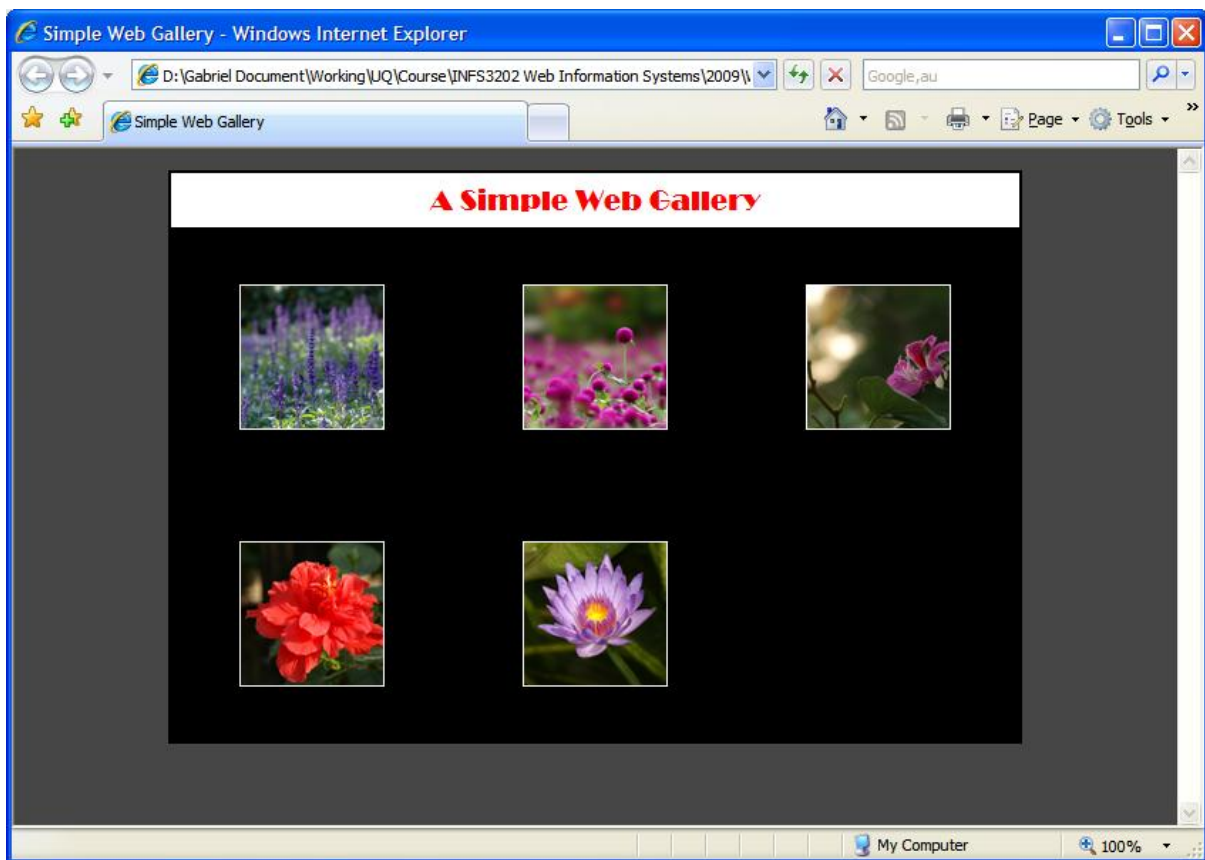 Simple Web Gallery - Windows Internet Explorer
D:\Gabriel Document\Working\UQ\Course\INFS3202 Web Information Systems\2009\
Google,au
Simple Web Gallery
Page
Tools
»
A Simple Web Gallery
My Computer
100%